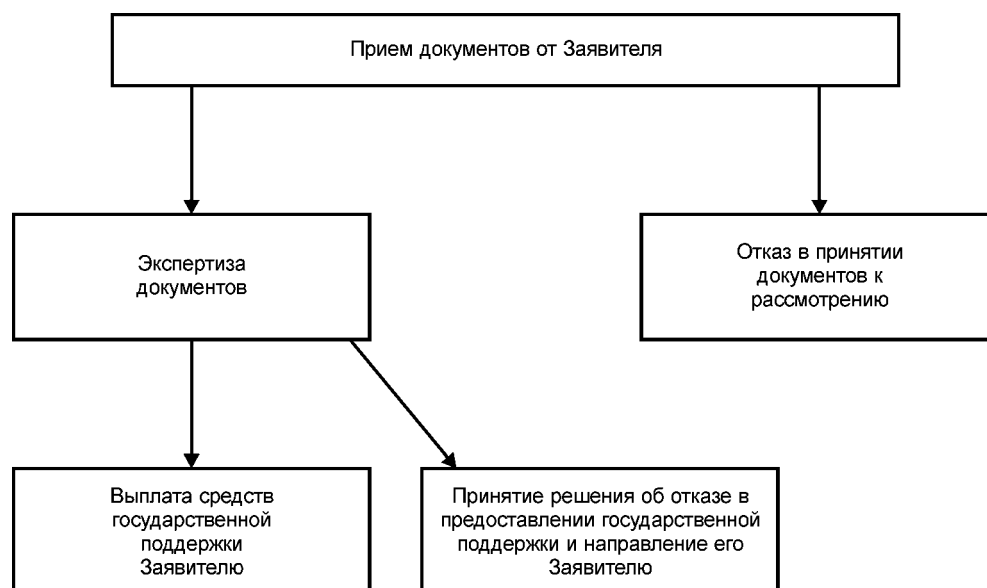 Прием документов от Заявителя
Экспертиза
документов
Отказ в принятии
документов к
рассмотрению
Выплата средств
государственной
поддержки
Заявителю
Принятие решения об отказе в
предоставлении государственной
поддержки и направление его
Заявителю